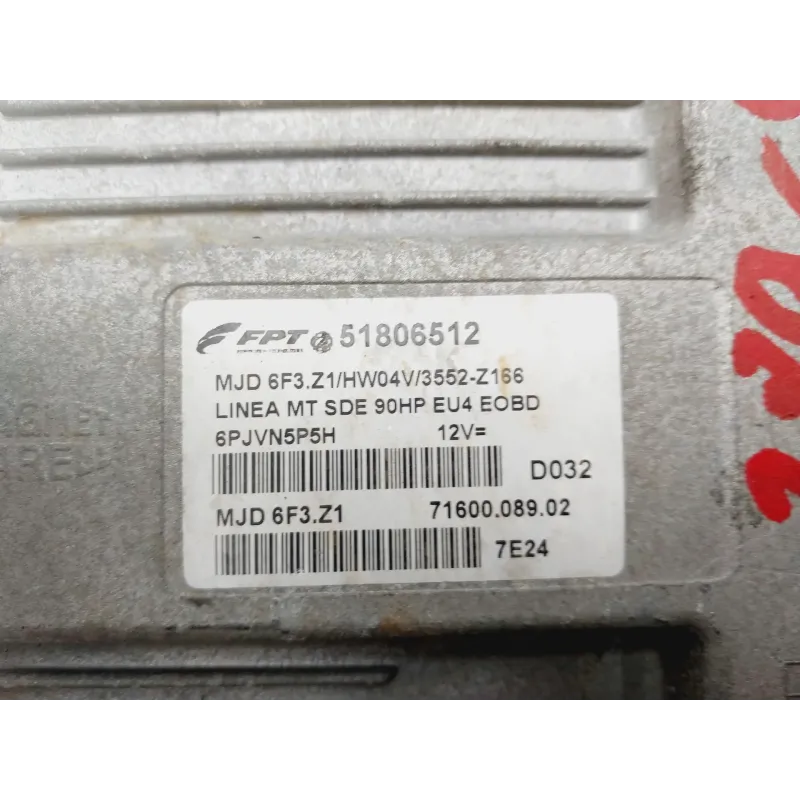 FPT 51806512
MJD 6F3.Z1/HW04V/3552-Z166
LINEA MT SDE 90HP EU4 EOBD
6PJVN5P5H 12V=
D032
MJD 6F3.Z1 71600.089.02
7E24